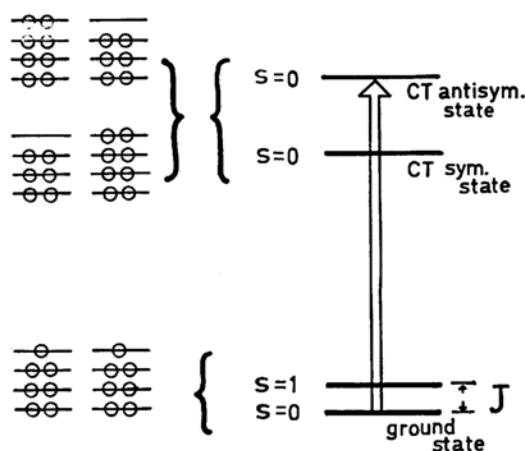 S=0
CT antisym.
state
S=0
CT sym.
state
S=1
J
S=0
ground
state